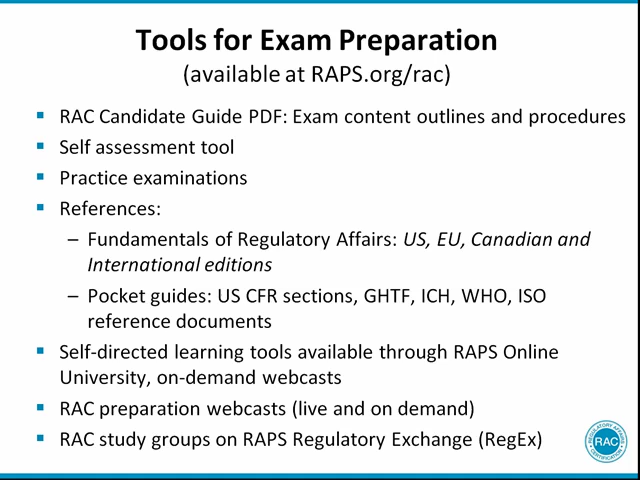 Tools for Exam Preparation
(available at RAPS.org/rac)
RAC Candidate Guide PDF: Exam content outlines and procedures
Self assessment tool
Practice examinations
References:
– Fundamentals of Regulatory Affairs: US, EU, Canadian and
International editions
– Pocket guides: US CFR sections, GHTF, ICH, WHO, ISO
reference documents
Self-directed learning tools available through RAPS Online
University, on-demand webcasts
RAC preparation webcasts (live and on demand)
RAC study groups on RAPS Regulatory Exchange (RegEx)
REGULATORY AFFAIRS
RAC
CERTIFICATION